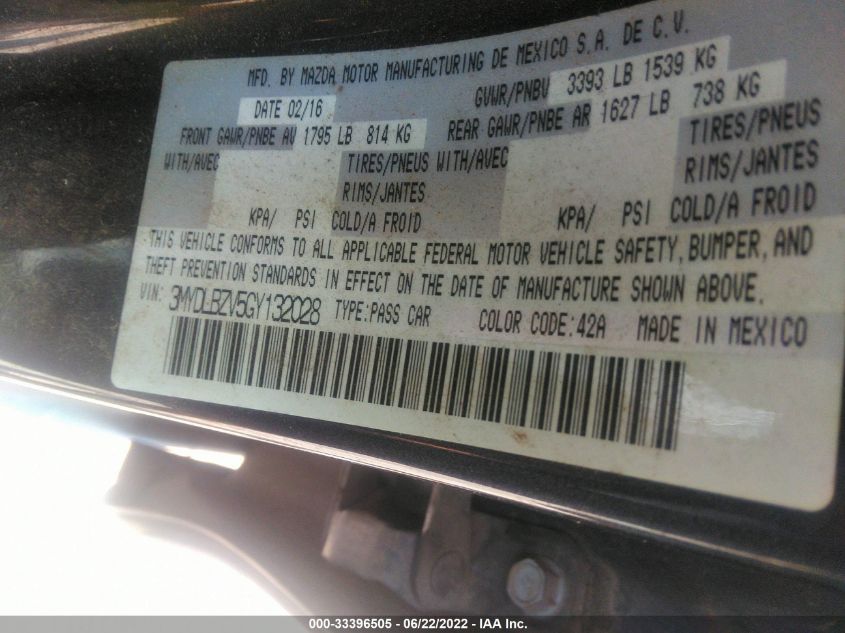 MFD. BY MAZDA MOTOR MANUFACTURING DE MEXICO S.A. DE C.V.
DATE 02/16 GVWR/PNBV 3393 LB 1539 KG
FRONT GAWR/PNBE AV 1795 LB 814 KG REAR GAWR/PNBE AR 1627 LB 738 KG
WITH/AVEC TIRES/PNEUS WITH/AVEC TIRES/PNEUS
RIMS/JANTES RIMS/JANTES
KPA/ PSI COLD/A FROID KPA/ PSI COLD/A FROID
THIS VEHICLE CONFORMS TO ALL APPLICABLE FEDERAL MOTOR VEHICLE SAFETY, BUMPER, AND
THEFT PREVENTION STANDARDS IN EFFECT ON THE DATE OF MANUFACTURE SHOWN ABOVE.
VIN: 3MYDLBZV5GY132028 TYPE:PASS CAR COLOR CODE:42A MADE IN MEXICO
000-33396505 - 06/22/2022 - IAA Inc.